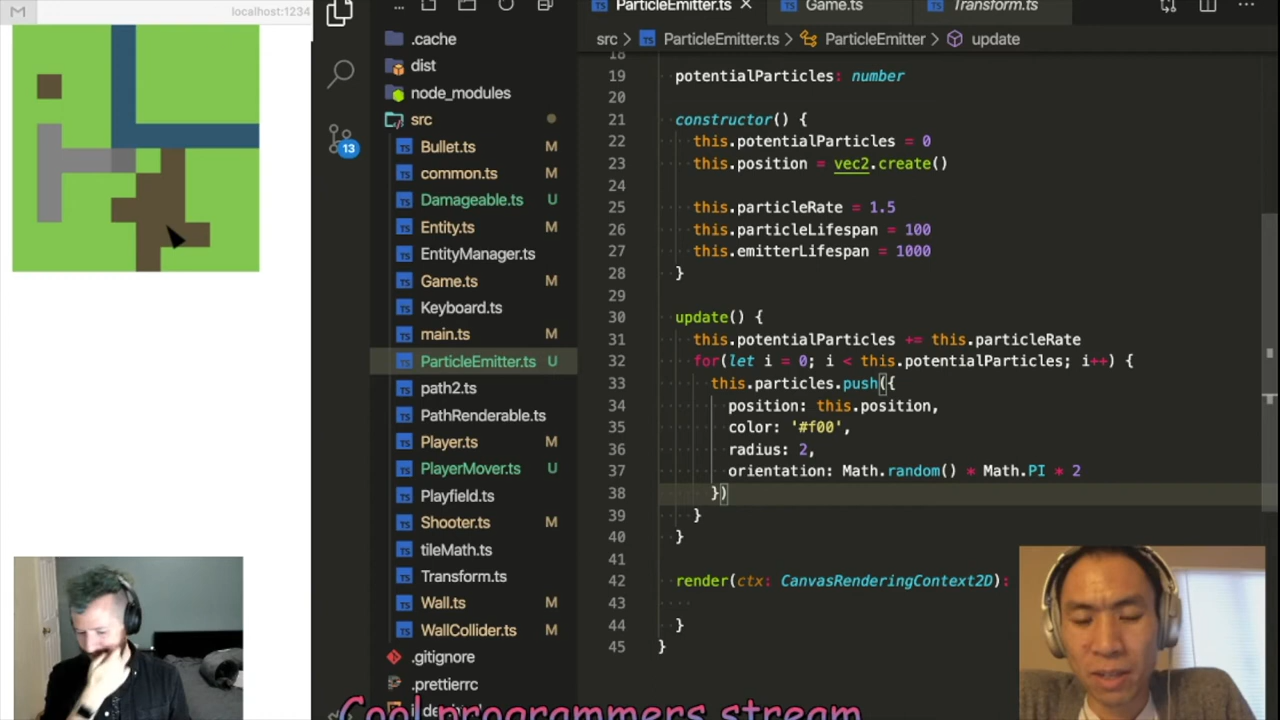 localhost:1234
...
ParticleEmitter.ts
Game.ts
Transform.ts
src > ParticleEmitter.ts > ParticleEmitter > update
.cache
dist
node_modules
src
Bullet.ts M
common.ts M
Damageable.ts U
Entity.ts M
EntityManager.ts
Game.ts M
Keyboard.ts
main.ts M
ParticleEmitter.ts U
path2.ts
PathRenderable.ts
Player.ts M
PlayerMover.ts U
Playfield.ts
Shooter.ts M
tileMath.ts
Transform.ts
Wall.ts M
WallCollider.ts M
.gitignore
.prettierrc
13
18
19 potentialParticles: number
20
21 constructor() {
22 this.potentialParticles = 0
23 this.position = vec2.create()
24
25 this.particleRate = 1.5
26 this.particleLifespan = 100
27 this.emitterLifespan = 1000
28 }
29
30 update() {
31 this.potentialParticles += this.particleRate
32 for(let i = 0; i < this.potentialParticles; i++) {
33 this.particles.push({
34 position: this.position,
35 color: '#f00',
36 radius: 2,
37 orientation: Math.random() * Math.PI * 2
38 })
39 }
40 }
41
42 render(ctx: CanvasRenderingContext2D):
43
44 }
45 }
Cool programmers stream